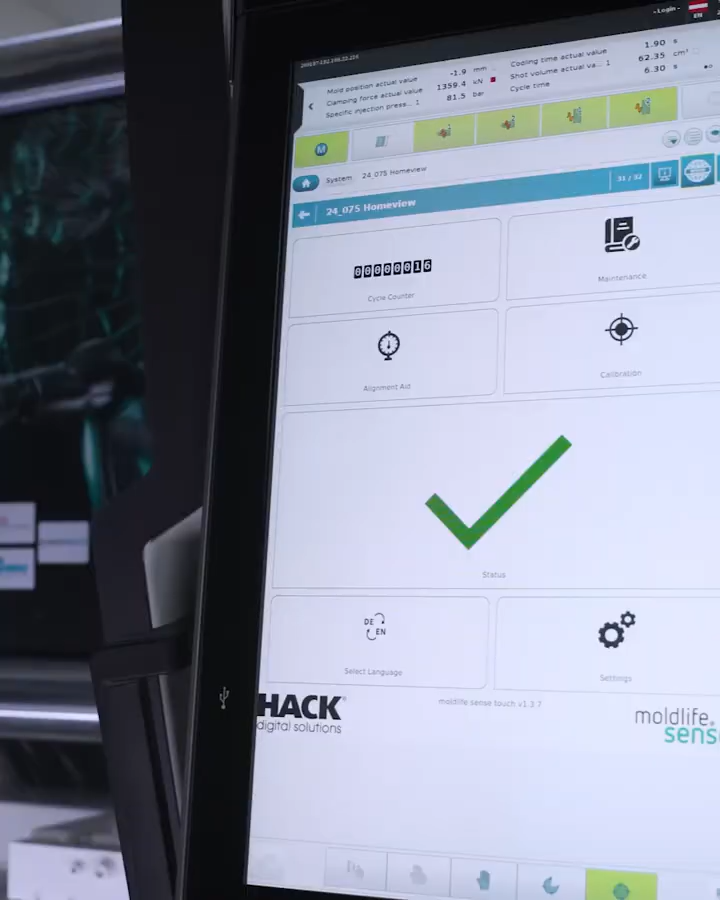 - Login -
EN
Mold position actual value -1.9 mm
Cooling time actual value 1.90 s
Clamping force actual value 1359.4 kN
Shot volume actual va... 1 62.35 cm³
Specific injection press... 1 81.5 bar
Cycle time 6.30 s
M
System 24_075 Homeview
24_075 Homeview
31 / 32
00000016
Cycle Counter
Maintenance
Alignment Aid
Calibration
Status
DE
EN
Select Language
Settings
HACK®
digital solutions
moldlife sense touch v1.3.7
moldlife®
sens